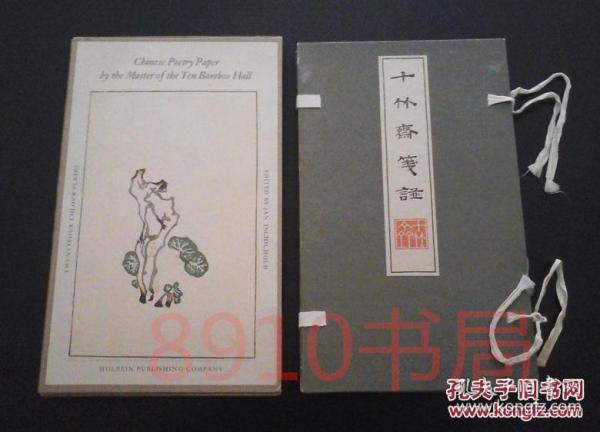 Chinese Poetry Paper
by the Master of the Ten Bamboo Hall
TWENTYFOUR COLOUR PLATES
EDITED BY JAN TSCHICHOLD
HOLBEIN PUBLISHING COMPANY
十竹齋箋譜
8910书局
孔夫子旧书网
www.kongfz.com